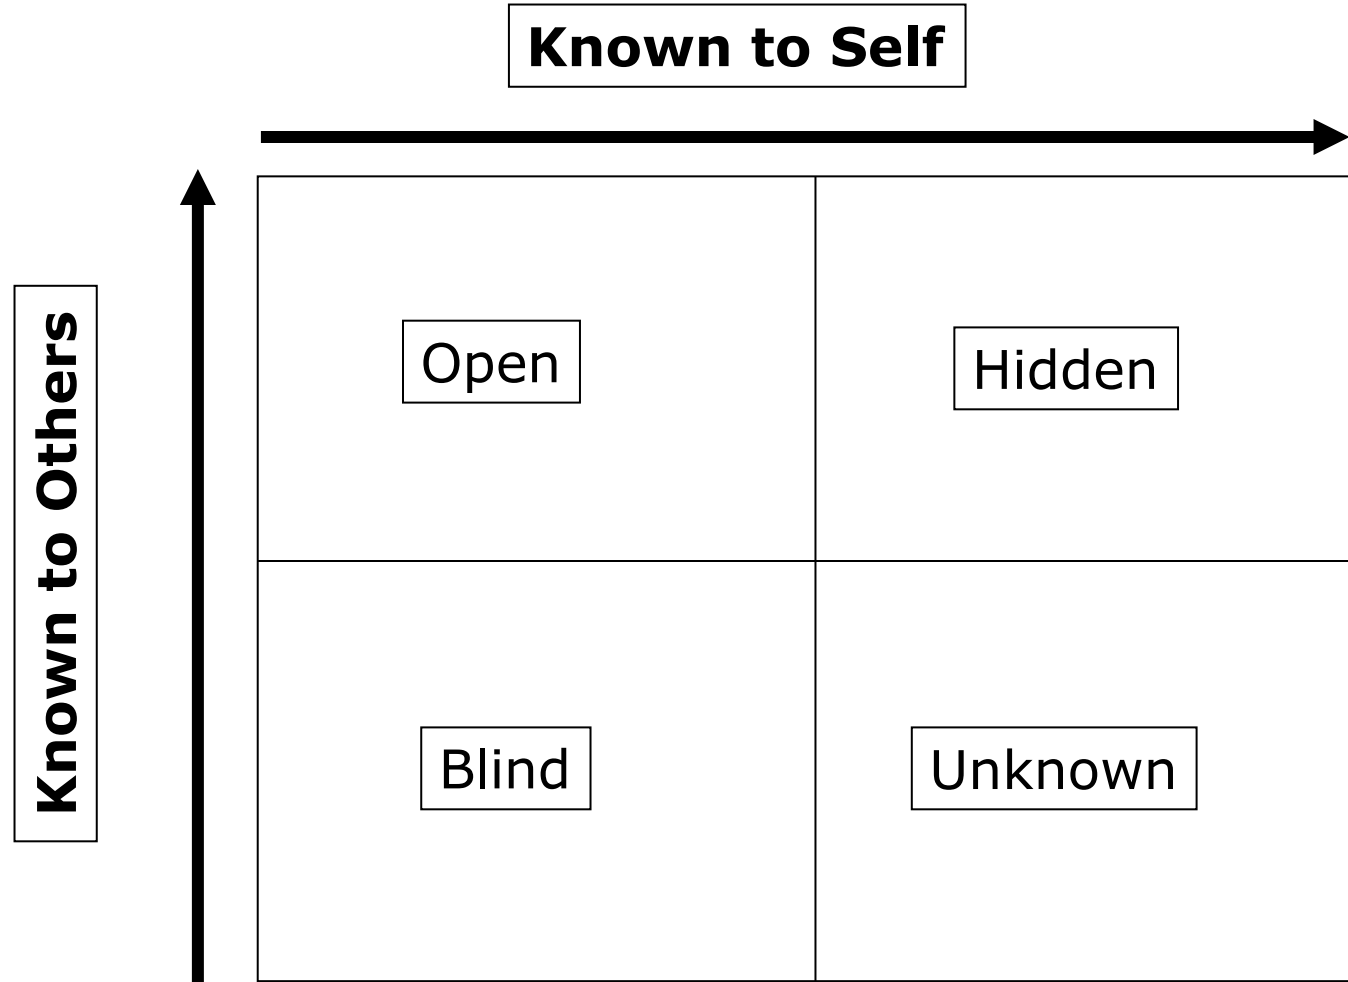 Known to Self
Known to Others
Open
Hidden
Blind
Unknown